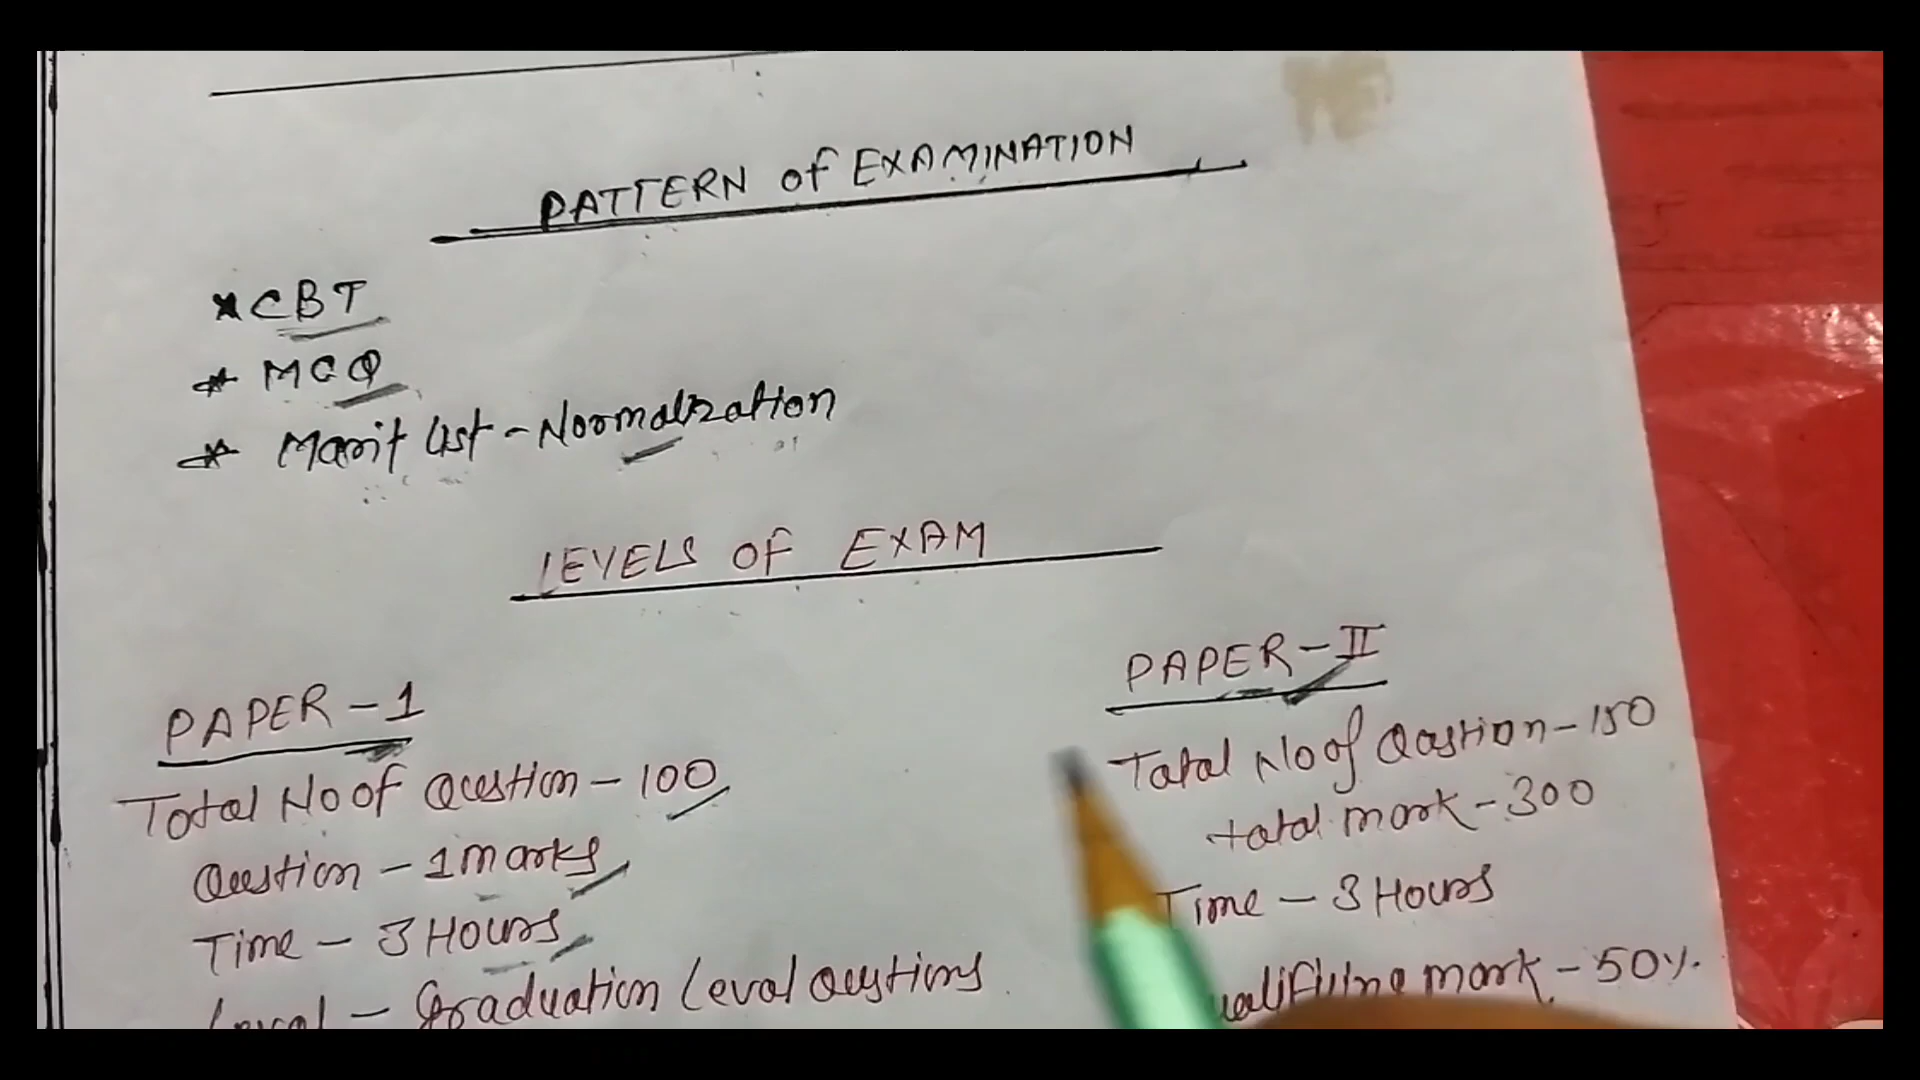 PATTERN of EXAMINATION
* CBT
* MCQ
* Marit list - Normalization
LEVELS OF EXAM
PAPER - 1
Total No of Question - 100
Question - 1 marks
Time - 3 Hours
Level - Graduation Leval Questions
PAPER - II
Total No of Question - 150
total mark - 300
Time - 3 Hours
mark - 50%